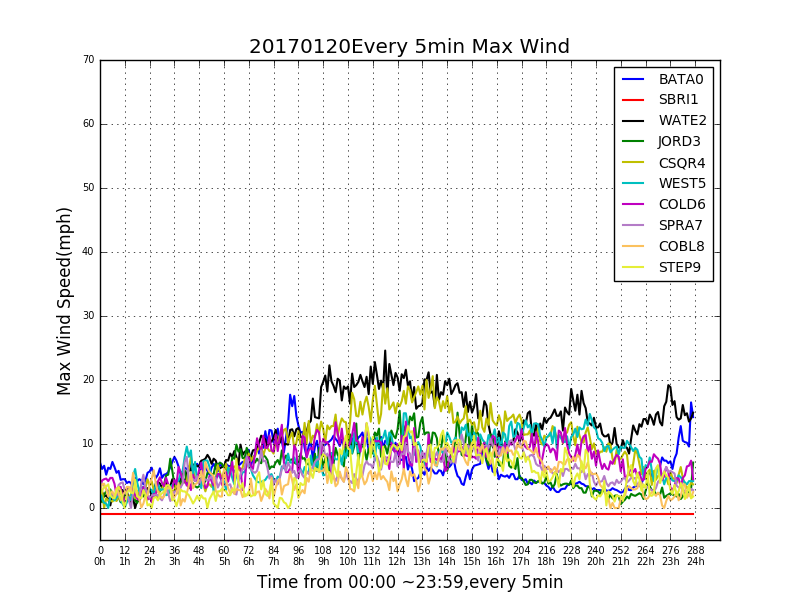 20170120Every 5min Max Wind
Max Wind Speed(mph)
70
60
50
40
30
20
10
0
BATA0
SBRI1
WATE2
JORD3
CSQR4
WEST5
COLD6
SPRA7
COBL8
STEP9
0 12 24 36 48 60 72 84 96 108 120 132 144 156 168 180 192 204 216 228 240 252 264 276 288
0h 1h 2h 3h 4h 5h 6h 7h 8h 9h 10h 11h 12h 13h 14h 15h 16h 17h 18h 19h 20h 21h 22h 23h 24h
Time from 00:00 ~23:59,every 5min